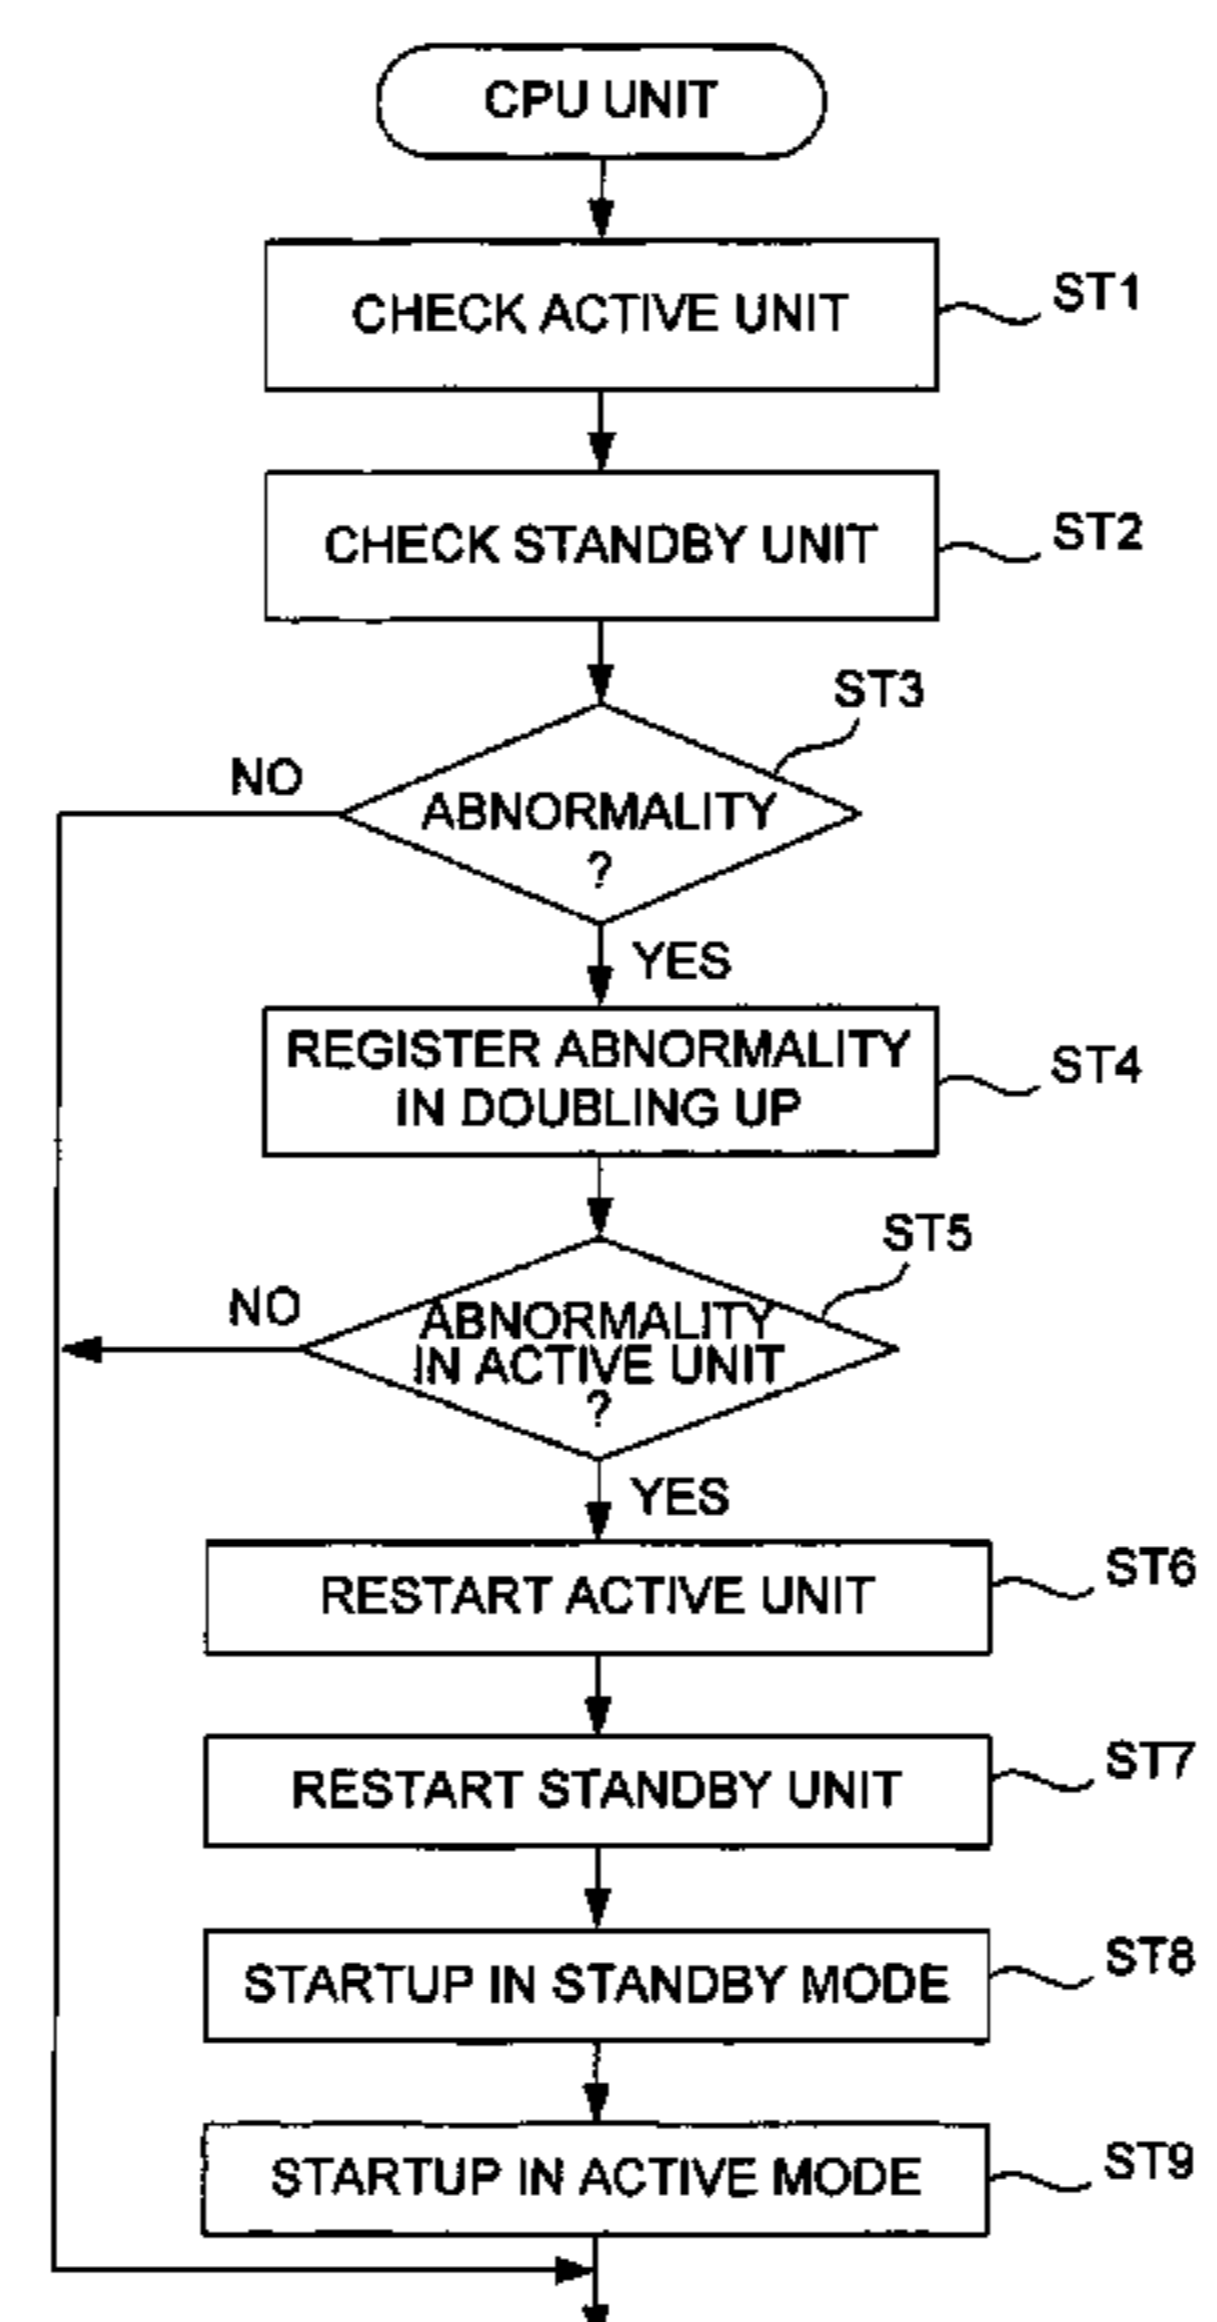 CPU UNIT
CHECK ACTIVE UNIT
ST1
CHECK STANDBY UNIT
ST2
ST3
NO
ABNORMALITY
?
YES
REGISTER ABNORMALITY
IN DOUBLING UP
ST4
ST5
NO
ABNORMALITY
IN ACTIVE UNIT
?
YES
RESTART ACTIVE UNIT
ST6
RESTART STANDBY UNIT
ST7
STARTUP IN STANDBY MODE
ST8
STARTUP IN ACTIVE MODE
ST9